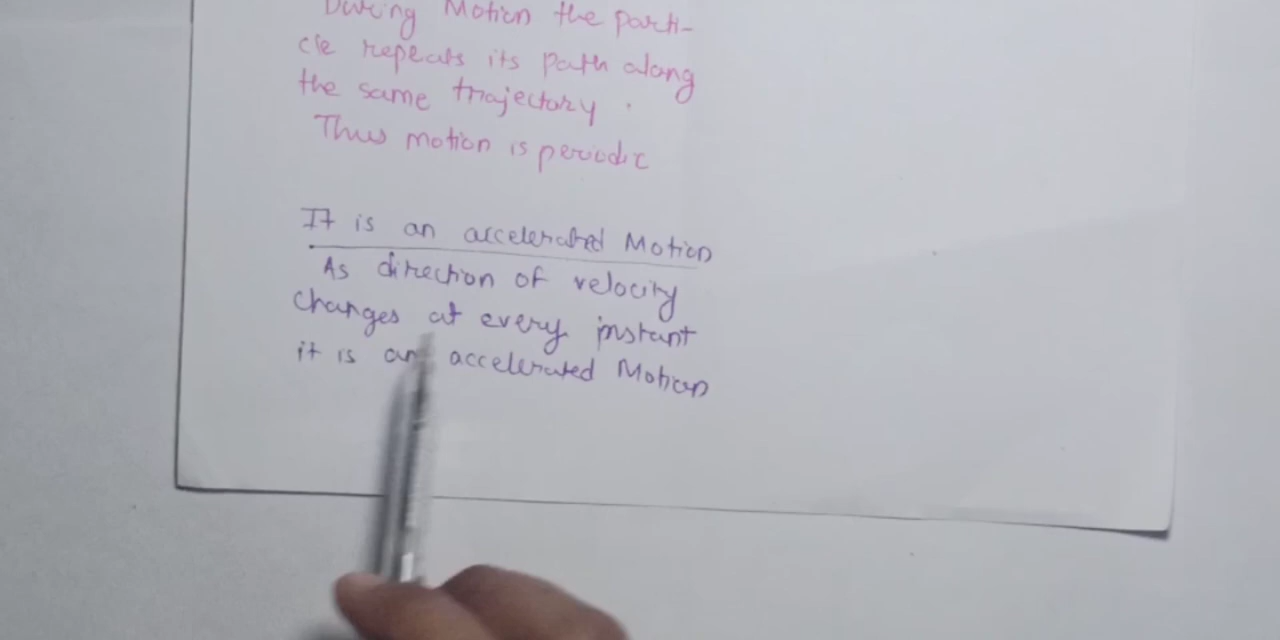 During Motion the parti-
cle repeats its path along
the same trajectory.
Thus motion is periodic
It is an accelerated Motion
As direction of velocity
Changes at every instant
it is an accelerated Motion